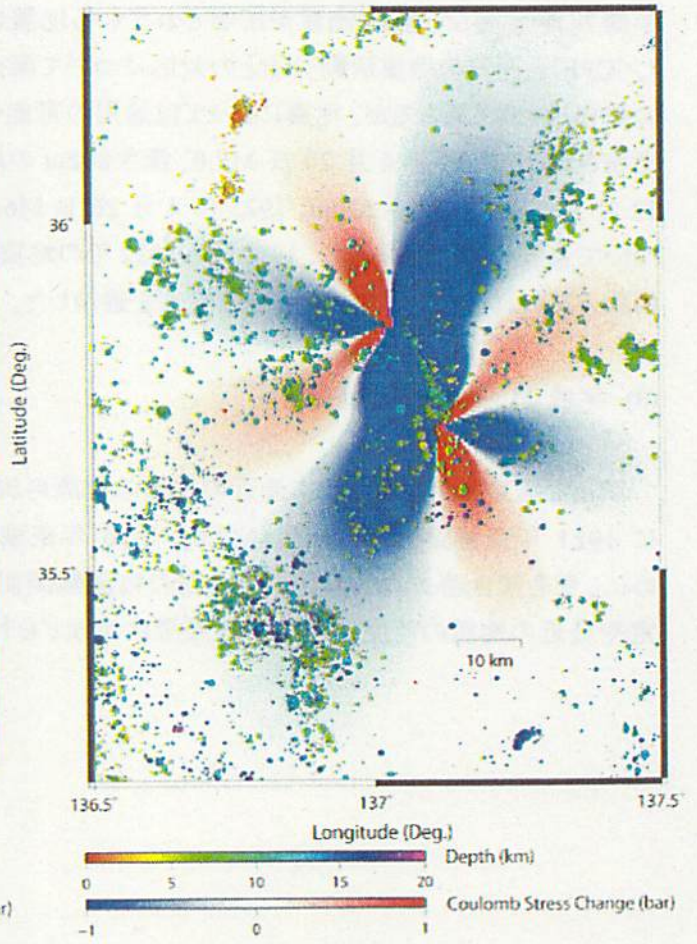 36°
Latitude (Deg.)
35.5°
10 km
136.5°
137°
137.5°
Longitude (Deg.)
Depth (km)
0 5 10 15 20
ar)
Coulomb Stress Change (bar)
−1 0 1